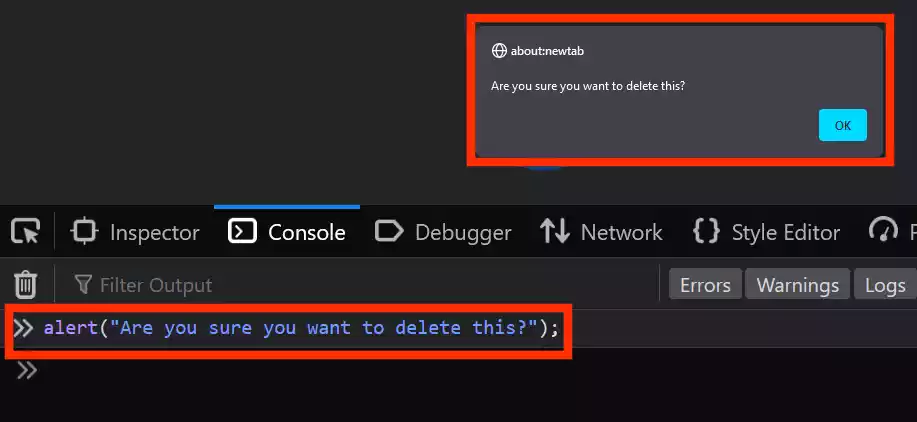 about:newtab
Are you sure you want to delete this?
OK
Inspector Console Debugger Network {} Style Editor
Filter Output Errors Warnings Logs
>> alert("Are you sure you want to delete this?");
>>